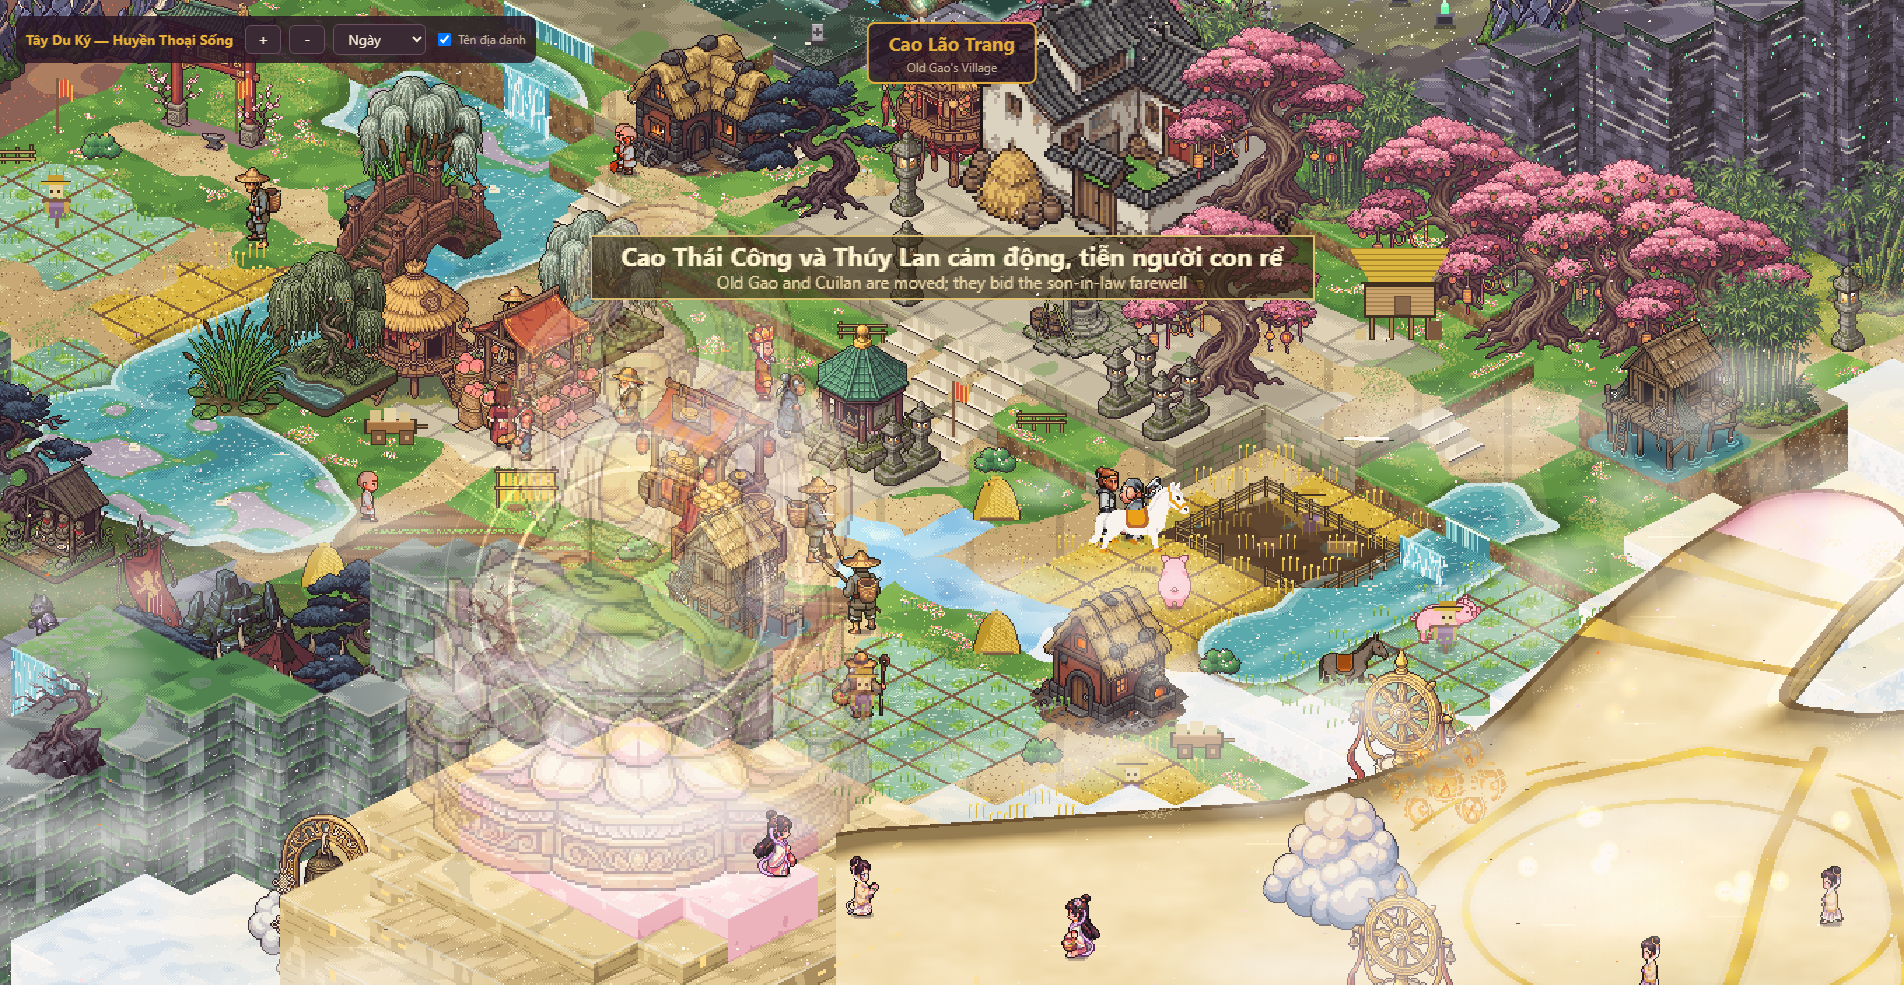 Tây Du Ký — Huyền Thoại Sống
+
-
Ngày
Tên địa danh
Cao Lão Trang
Old Gao's Village
Cao Thái Công và Thúy Lan cảm động, tiễn người con rể
Old Gao and Cuilan are moved; they bid the son-in-law farewell